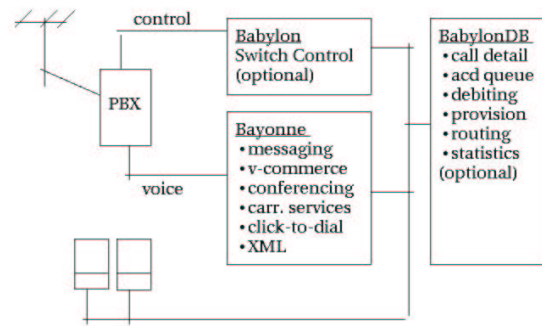 control
PBX
voice
Babylon
Switch Control
(optional)
Bayonne
• messaging
• v-commerce
• conferencing
• carr. services
• click-to-dial
• XML
BabylonDB
• call detail
• acd queue
• debiting
• provision
• routing
• statistics
(optional)